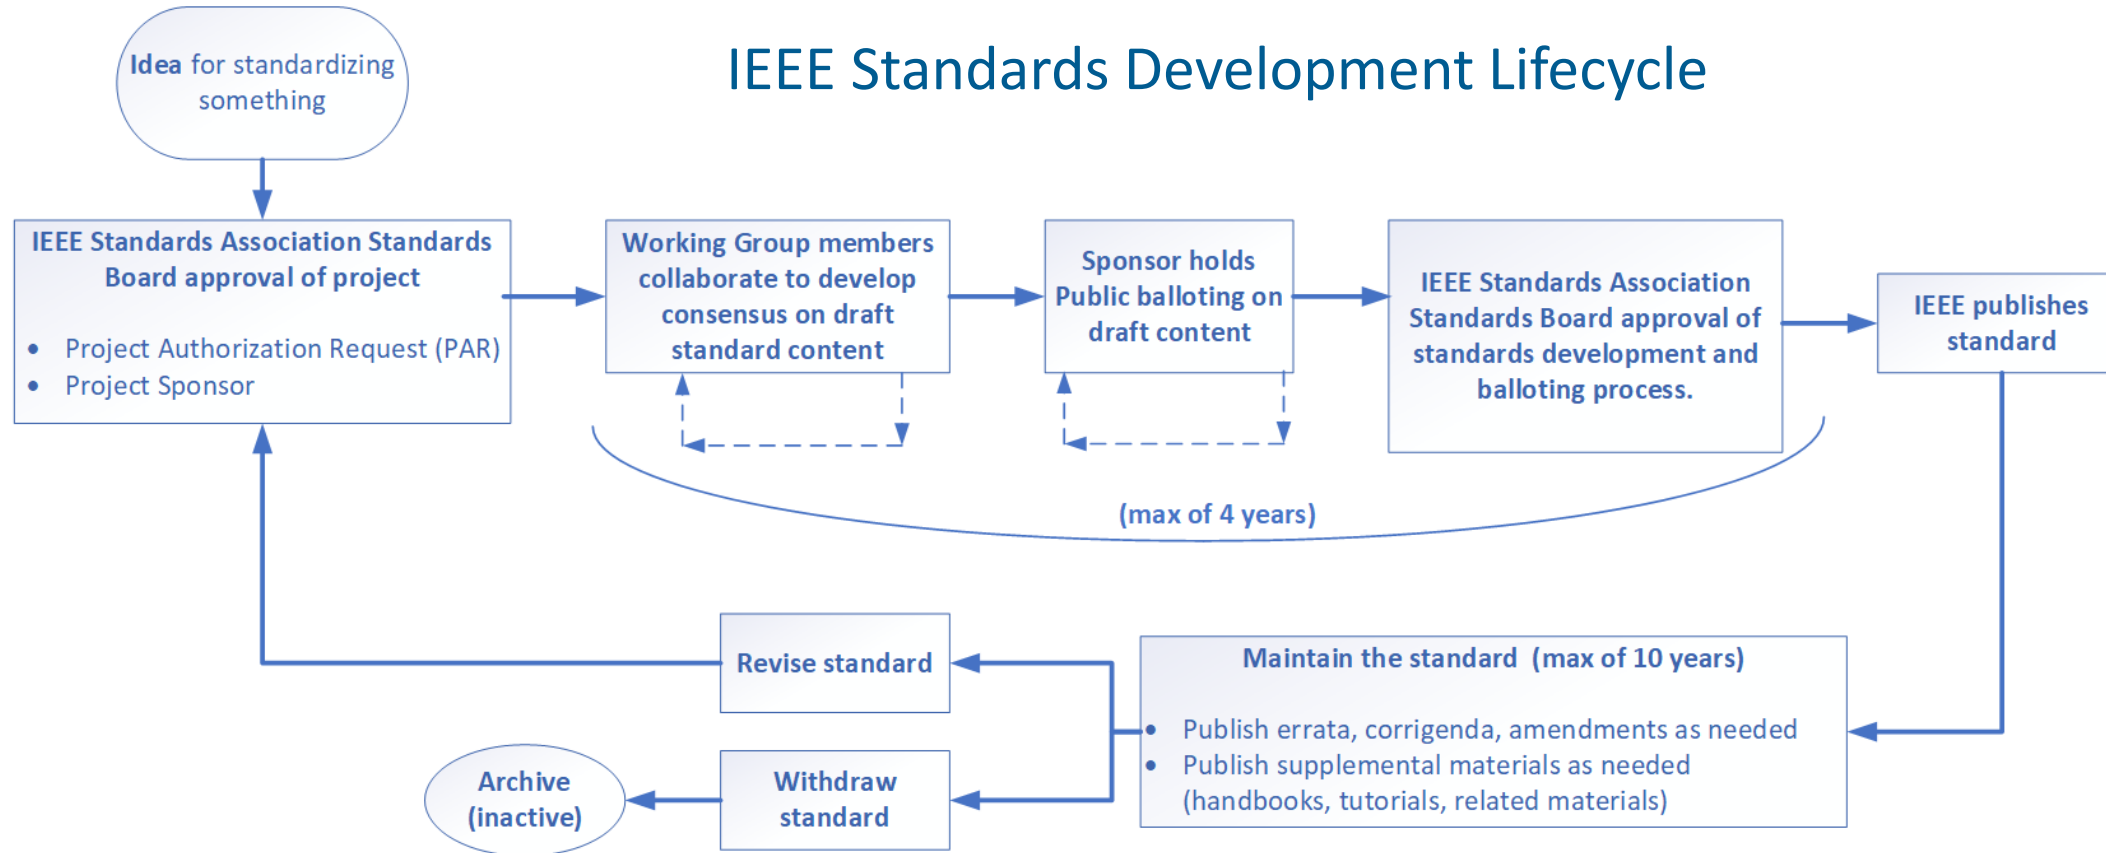 IEEE Standards Development Lifecycle
Idea for standardizing
something
IEEE Standards Association Standards
Board approval of project
• Project Authorization Request (PAR)
• Project Sponsor
Working Group members
collaborate to develop
consensus on draft
standard content
Sponsor holds
Public balloting on
draft content
IEEE Standards Association
Standards Board approval of
standards development and
balloting process.
IEEE publishes
standard
(max of 4 years)
Maintain the standard (max of 10 years)
• Publish errata, corrigenda, amendments as needed
• Publish supplemental materials as needed
(handbooks, tutorials, related materials)
Revise standard
Withdraw
standard
Archive
(inactive)